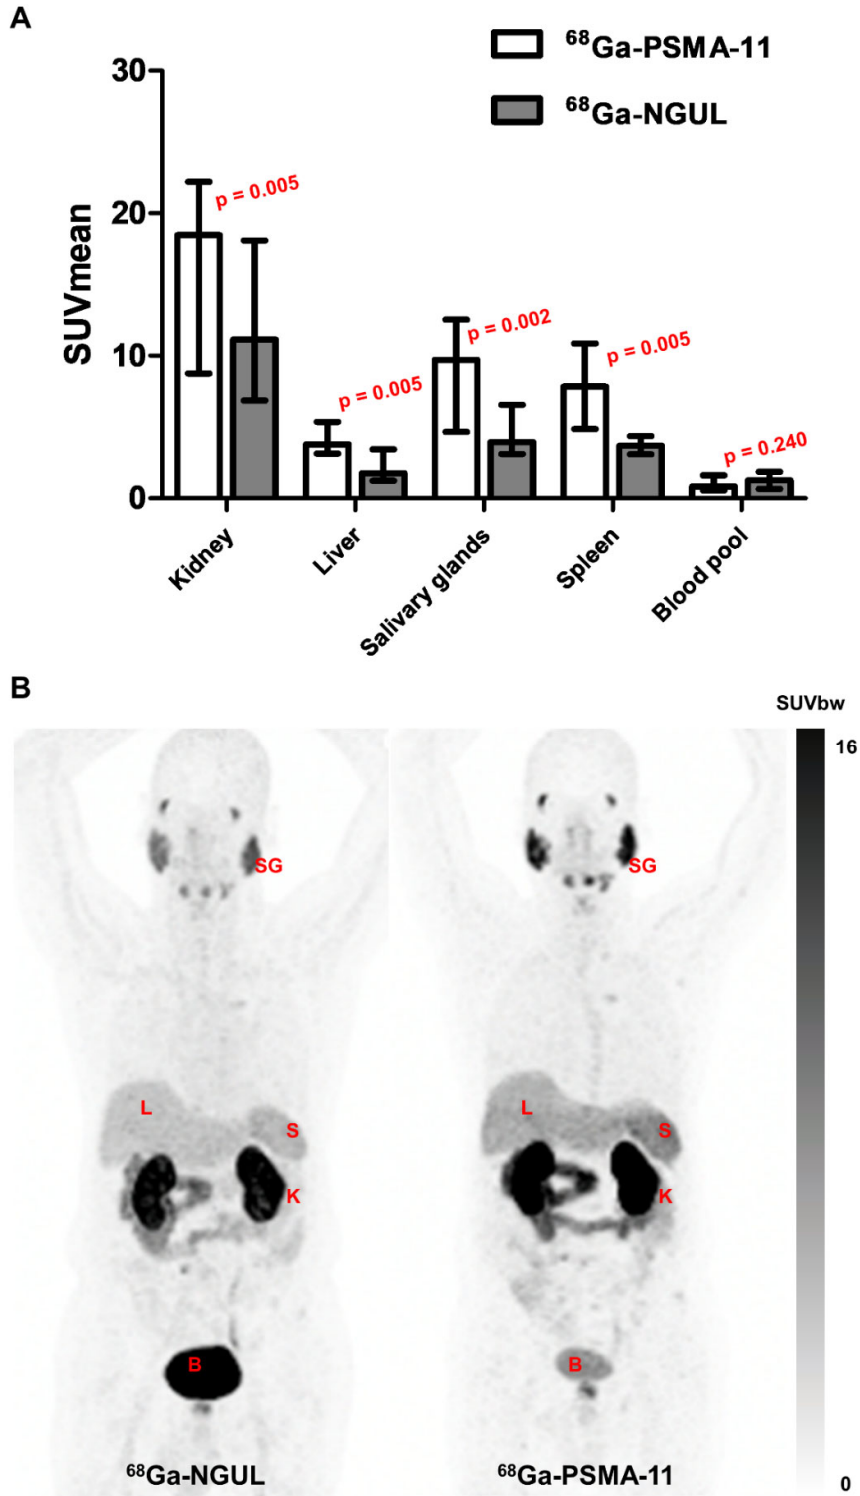 A
⁶⁸Ga-PSMA-11
⁶⁸Ga-NGUL
30
20
10
0
SUVmean
p = 0.005
p = 0.005
p = 0.002
p = 0.005
p = 0.240
Kidney
Liver
Salivary glands
Spleen
Blood pool
B
SUVbw
16
SG
SG
L
S
L
S
K
K
B
B
⁶⁸Ga-NGUL
⁶⁸Ga-PSMA-11
0